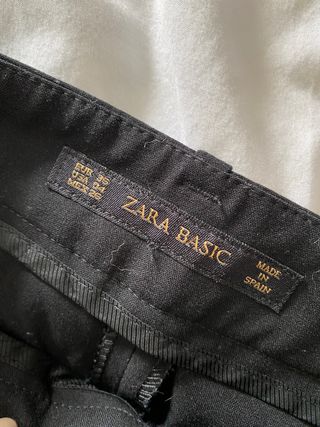 EUR 36
USA 04
MEX 26
ZARA BASIC
MADE
IN
SPAIN